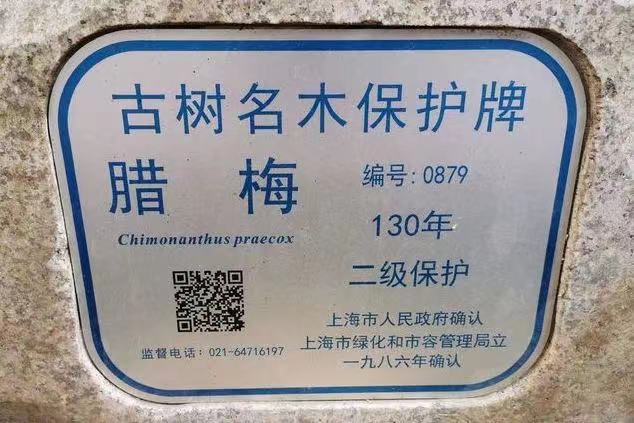 古树名木保护牌
腊梅
Chimonanthus praecox
编号:0879
130年
二级保护
监督电话:021-64716197
上海市人民政府确认
上海市绿化和市容管理局立
一九八六年确认